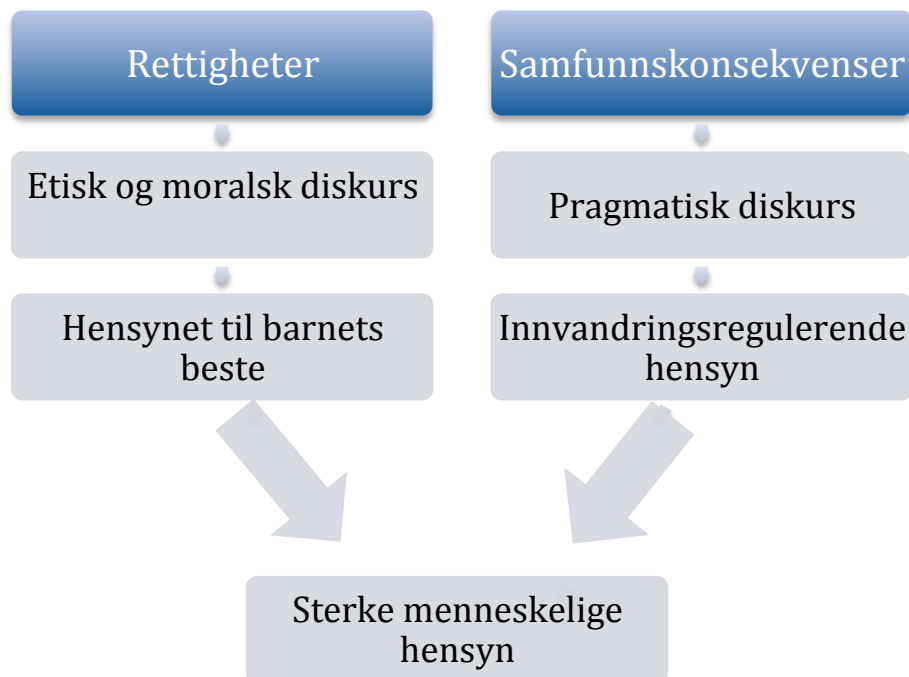 Rettigheter
Etisk og moralsk diskurs
Hensynet til barnets
beste
Samfunnskonsekvenser
Pragmatisk diskurs
Innvandringsregulerende
hensyn
Sterke menneskelige
hensyn